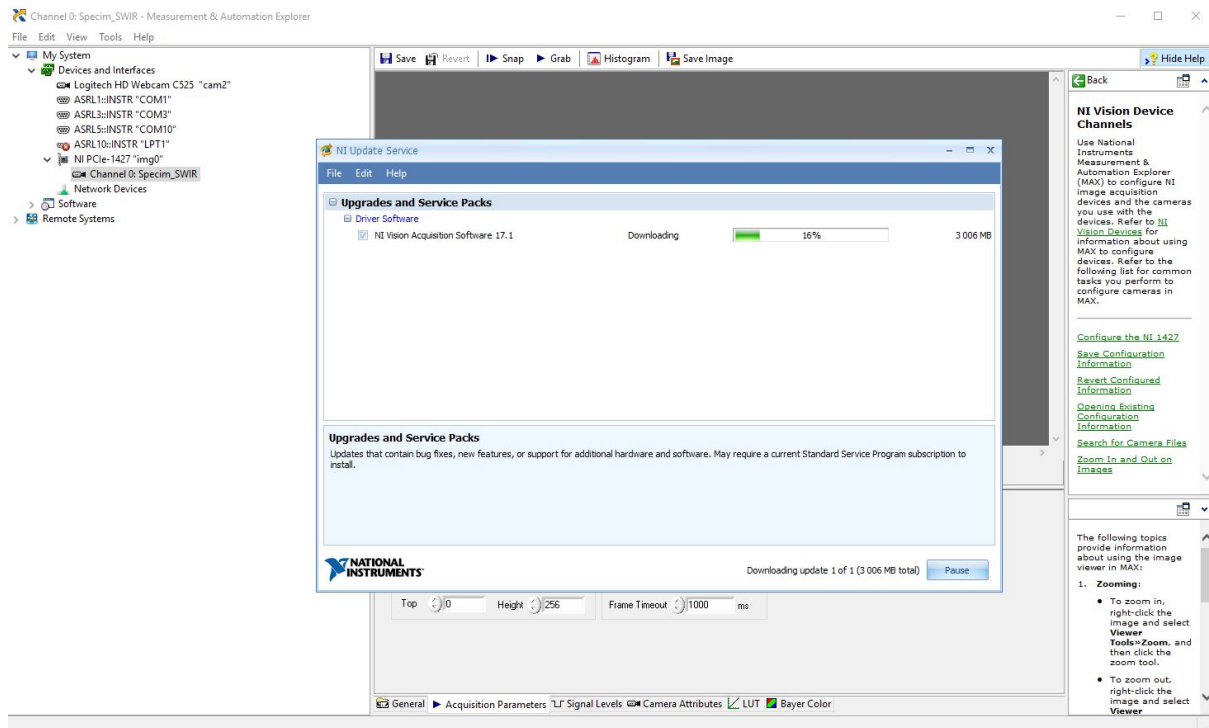 Channel 0: Specim_SWIR - Measurement & Automation Explorer
File Edit View Tools Help
My System
Devices and Interfaces
Logitech HD Webcam C525 "cam2"
ASRL1::INSTR "COM1"
ASRL3::INSTR "COM3"
ASRL5::INSTR "COM10"
ASRL10::INSTR "LPT1"
NI PCIe-1427 "img0"
Channel 0: Specim_SWIR
Network Devices
Software
Remote Systems
Save Revert Snap Grab Histogram Save Image
Hide Help
NI Update Service
File Edit Help
Upgrades and Service Packs
Driver Software
NI Vision Acquisition Software 17.1 Downloading 16% 3 006 MB
Upgrades and Service Packs
Updates that contain bug fixes, new features, or support for additional hardware and software. May require a current Standard Service Program subscription to
install.
NATIONAL
INSTRUMENTS
Downloading update 1 of 1 (3 006 MB total) Pause
Top 0 Height 256 Frame Timeout 1000 ms
General Acquisition Parameters Signal Levels Camera Attributes LUT Bayer Color
Back
NI Vision Device
Channels
Use National
Instruments
Measurement &
Automation Explorer
(MAX) to configure NI
image acquisition
devices and the cameras
you use with the
devices. Refer to NI
Vision Devices for
information about using
MAX to configure
devices. Refer to the
following list for common
tasks you perform to
configure cameras in
MAX.
Configure the NI 1427
Save Configuration
Information
Revert Configured
Information
Opening Existing
Configuration
Information
Search for Camera Files
Zoom In and Out on
Images
The following topics
provide information
about using the image
viewer in MAX:
1. Zooming:
• To zoom in,
right-click the
image and select
Viewer
Tools»Zoom, and
then click the
zoom tool.
• To zoom out,
right-click the
image and select
Viewer